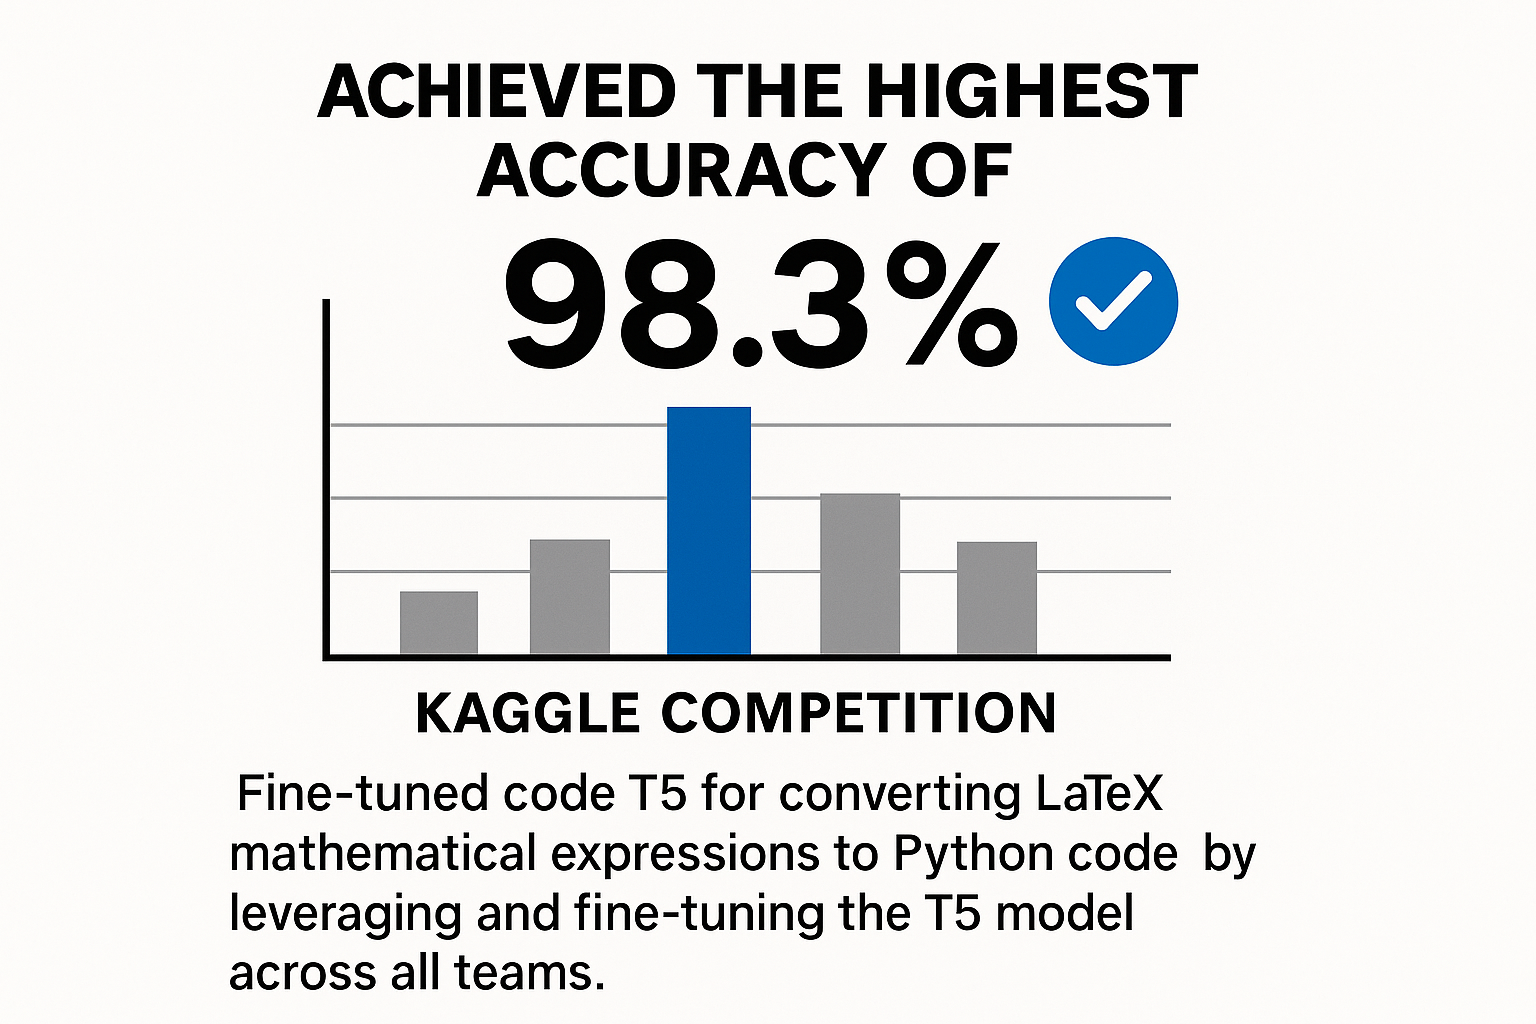 ACHIEVED THE HIGHEST
ACCURACY OF
98.3%
KAGGLE COMPETITION
Fine-tuned code T5 for converting LaTeX
mathematical expressions to Python code by
leveraging and fine-tuning the T5 model
across all teams.